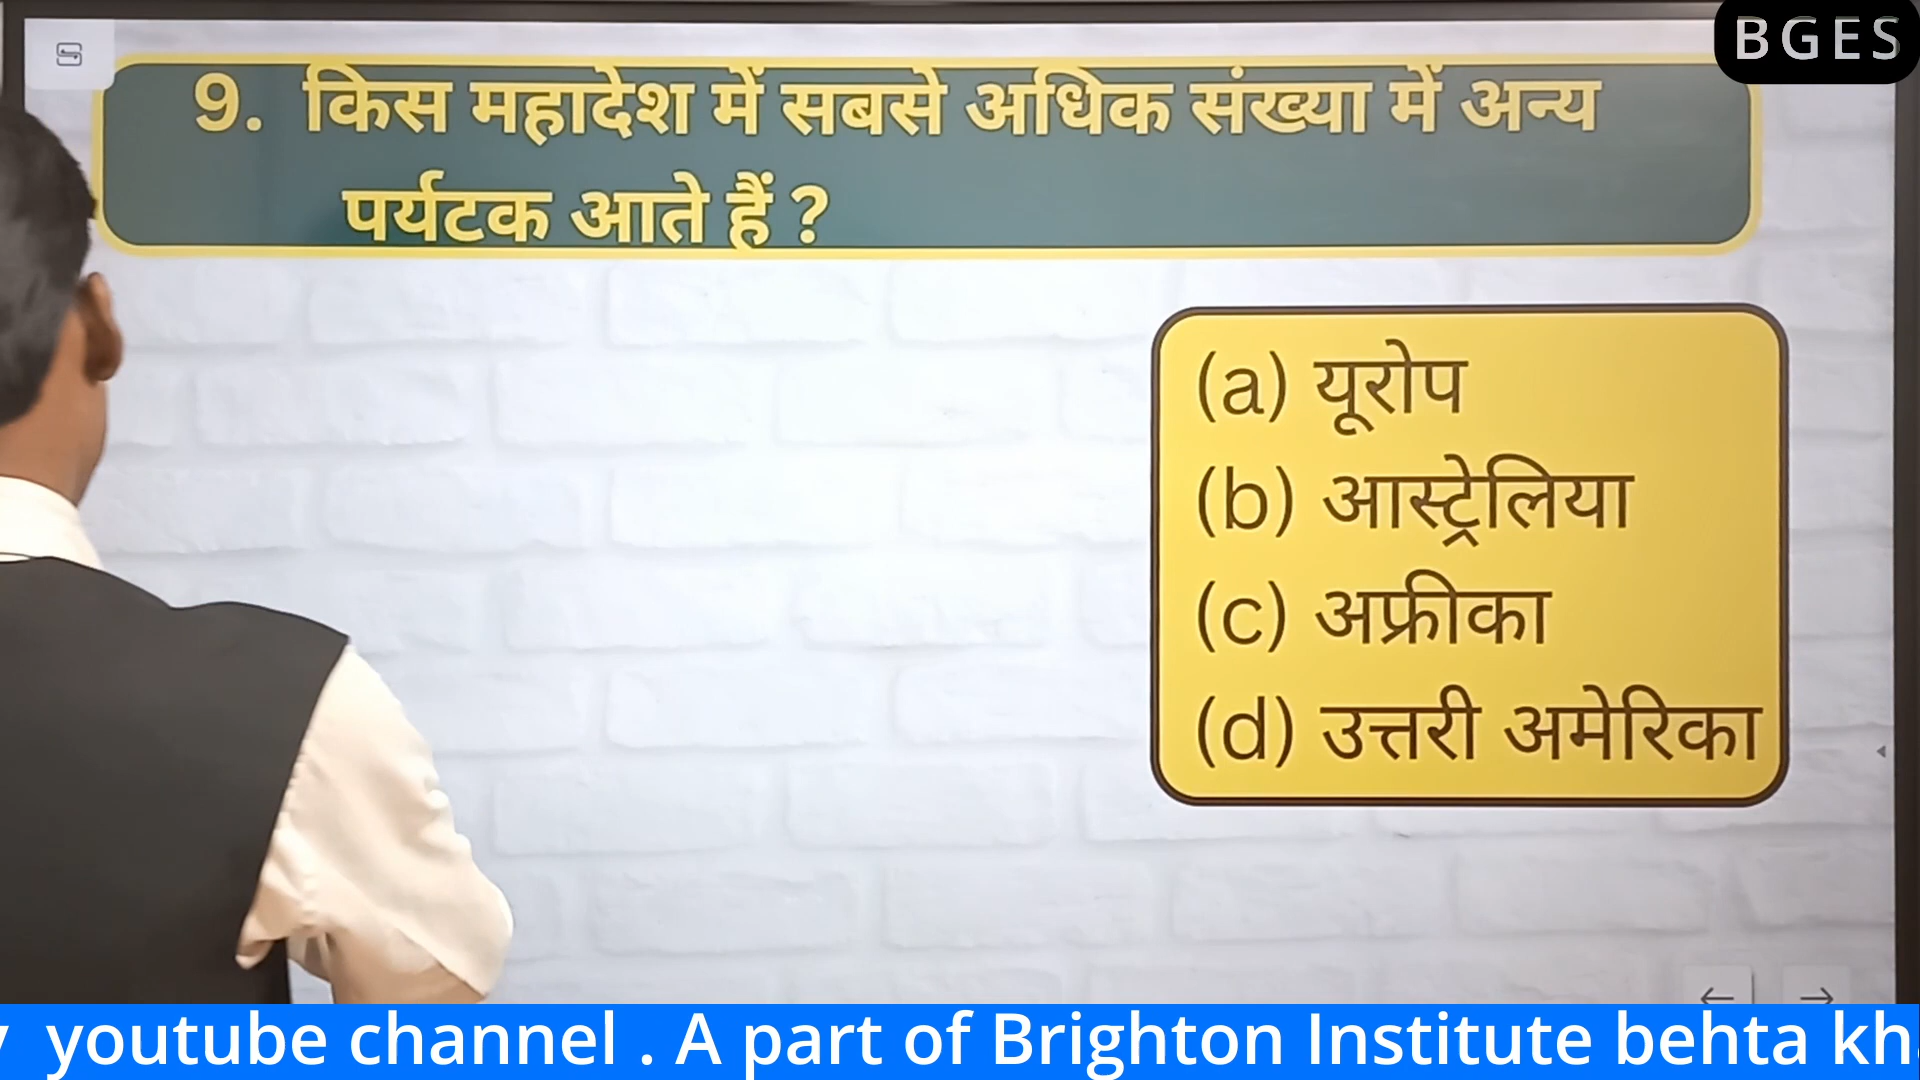 BGES
9. किस महादेश में सबसे अधिक संख्या में अन्य
पर्यटक आते हैं ?
(a) यूरोप
(b) आस्ट्रेलिया
(c) अफ्रीका
(d) उत्तरी अमेरिका
youtube channel . A part of Brighton Institute behta